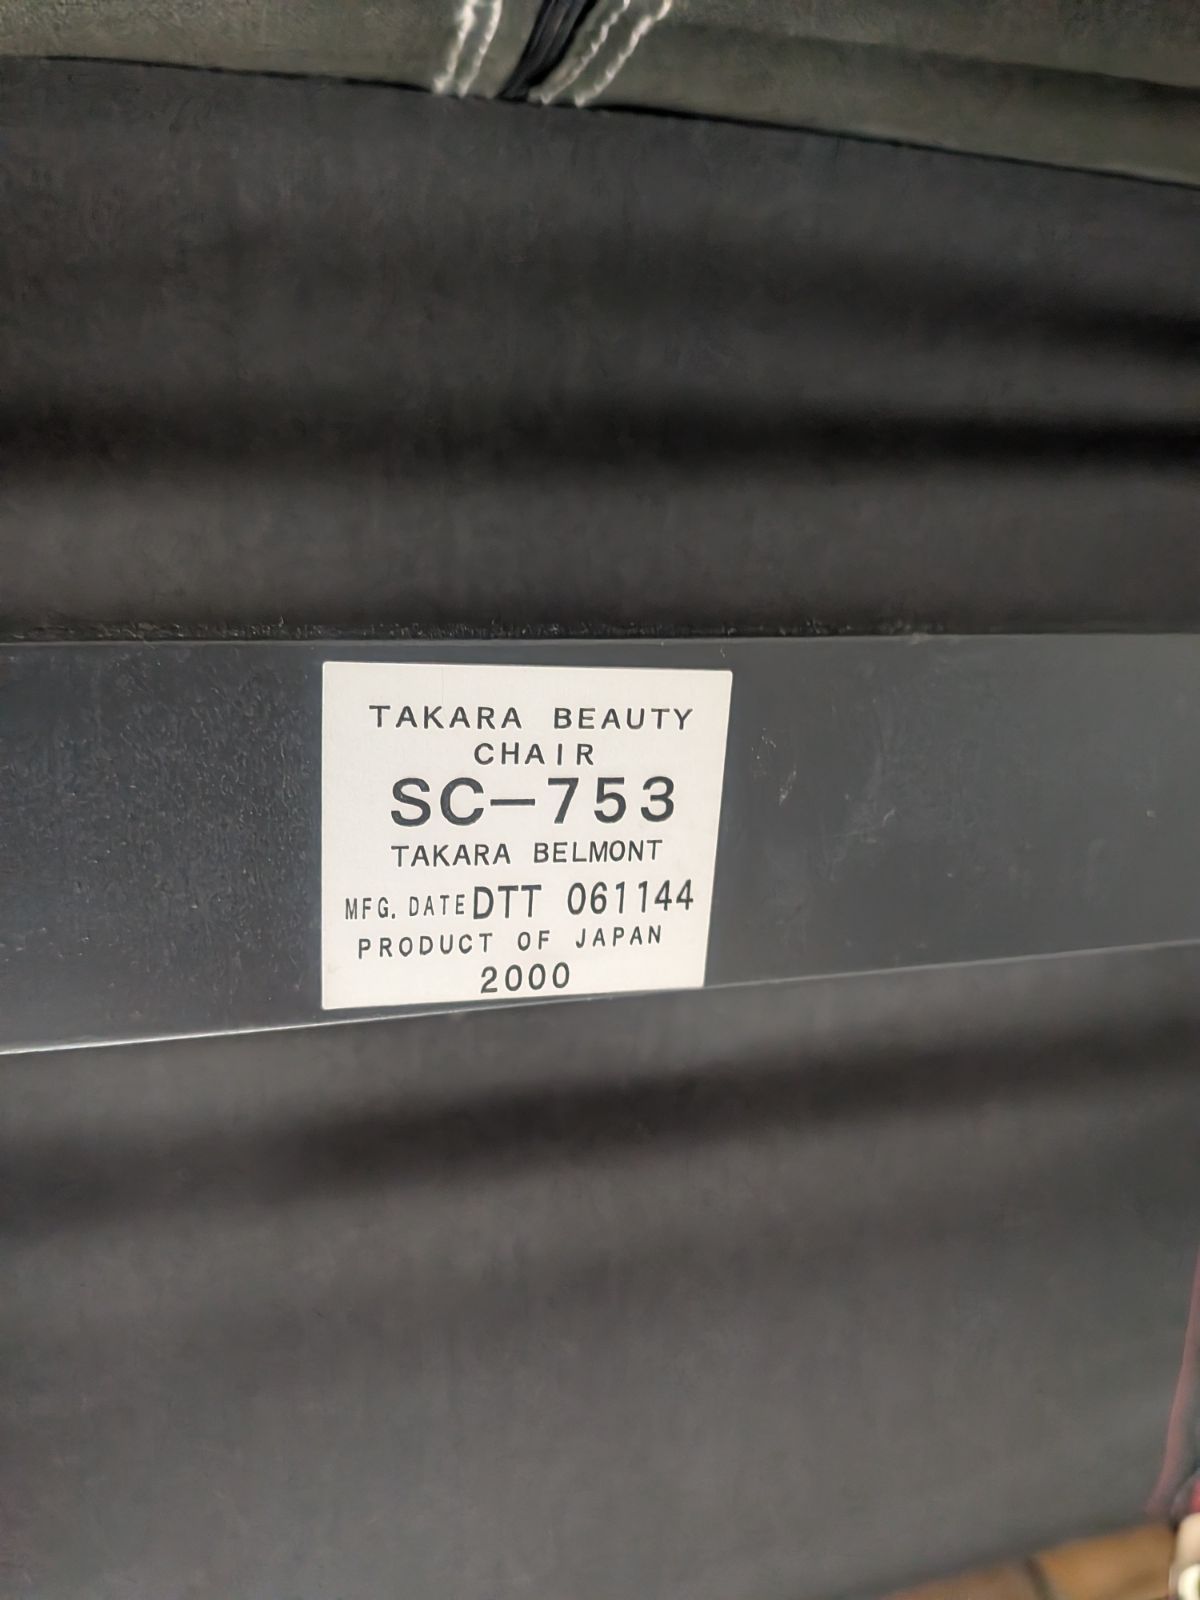 TAKARA BEAUTY
CHAIR
SC-753
TAKARA BELMONT
MFG. DATE DTT 061144
PRODUCT OF JAPAN
2000